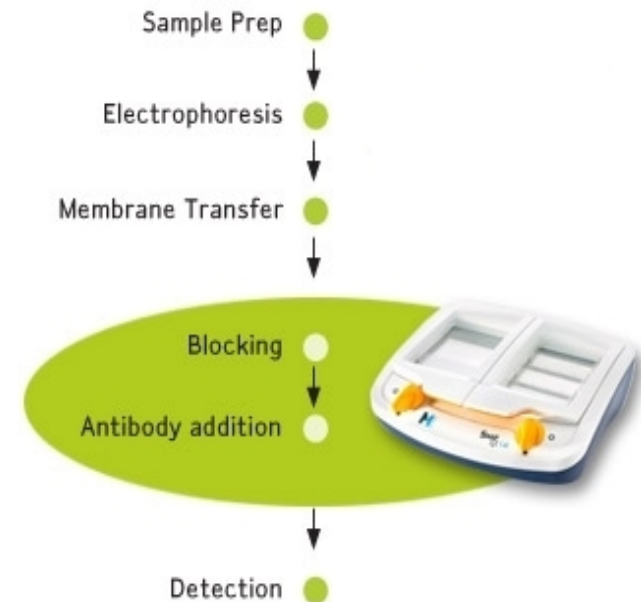 Sample Prep
Electrophoresis
Membrane Transfer
Blocking
Antibody addition
Detection